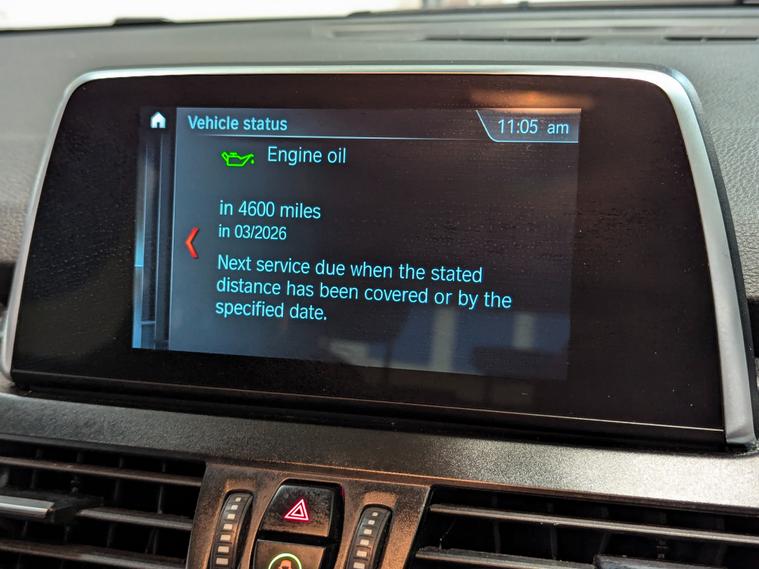 Vehicle status
11:05 am
Engine oil
in 4600 miles
in 03/2026
Next service due when the stated
distance has been covered or by the
specified date.